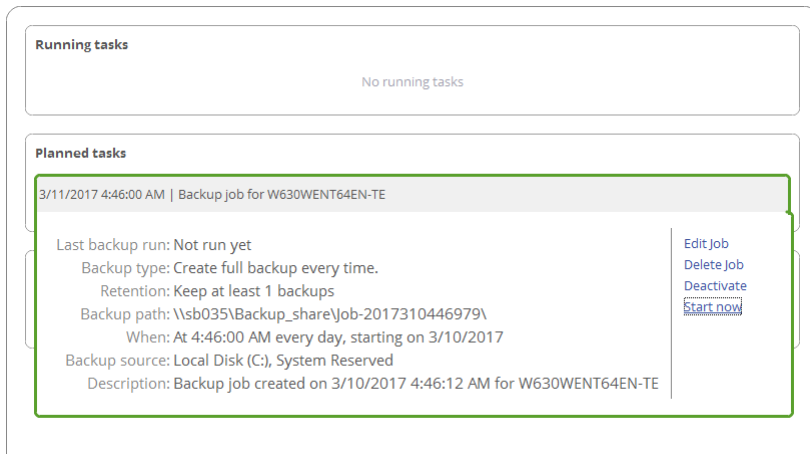 Running tasks
No running tasks
Planned tasks
3/11/2017 4:46:00 AM | Backup job for W630WENT64EN-TE
Last backup run: Not run yet
Backup type: Create full backup every time.
Retention: Keep at least 1 backups
Backup path: \\sb035\Backup_share\Job-2017310446979\
When: At 4:46:00 AM every day, starting on 3/10/2017
Backup source: Local Disk (C:), System Reserved
Description: Backup job created on 3/10/2017 4:46:12 AM for W630WENT64EN-TE
Edit Job
Delete Job
Deactivate
Start now